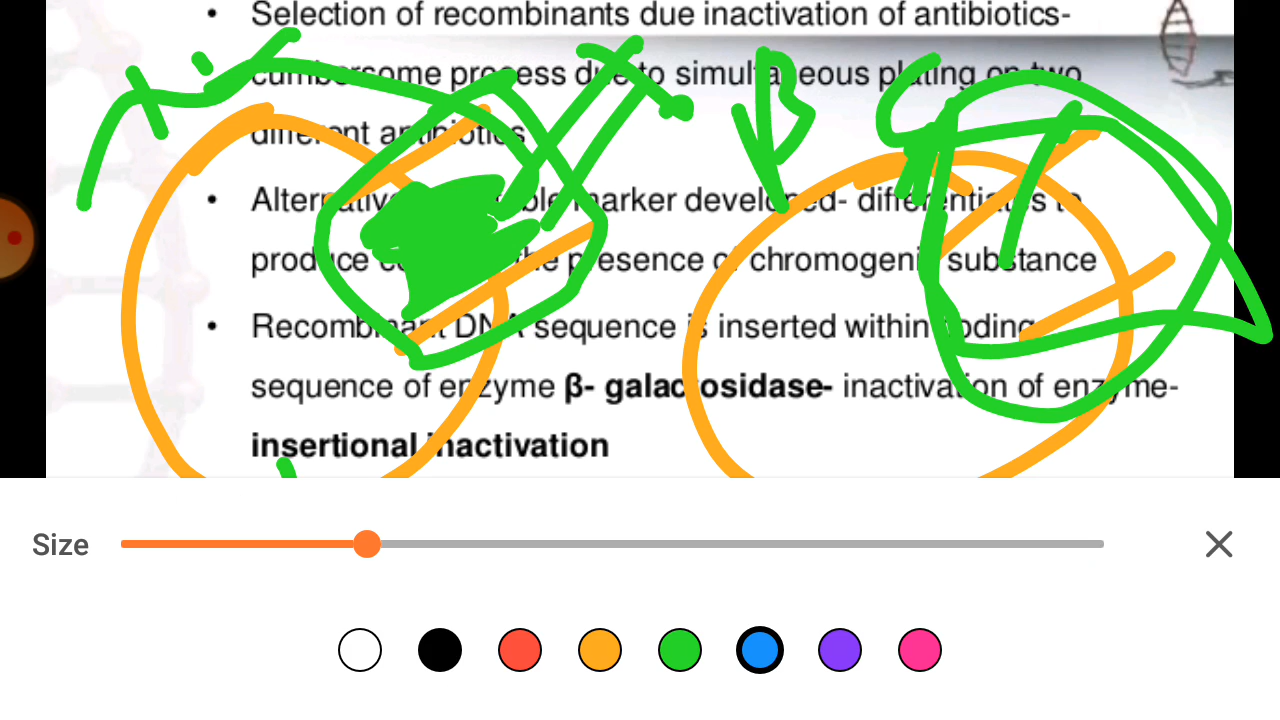 • Selection of recombinants due inactivation of antibiotics-
cumbersome process due to simultaneous plating on two
different antibiotics
• Alternative marker developed- differentiates to
produce the presence of chromogenic substance
• Recombinant DNA sequence is inserted within coding
sequence of enzyme β- galactosidase- inactivation of enzyme-
insertional inactivation
Size